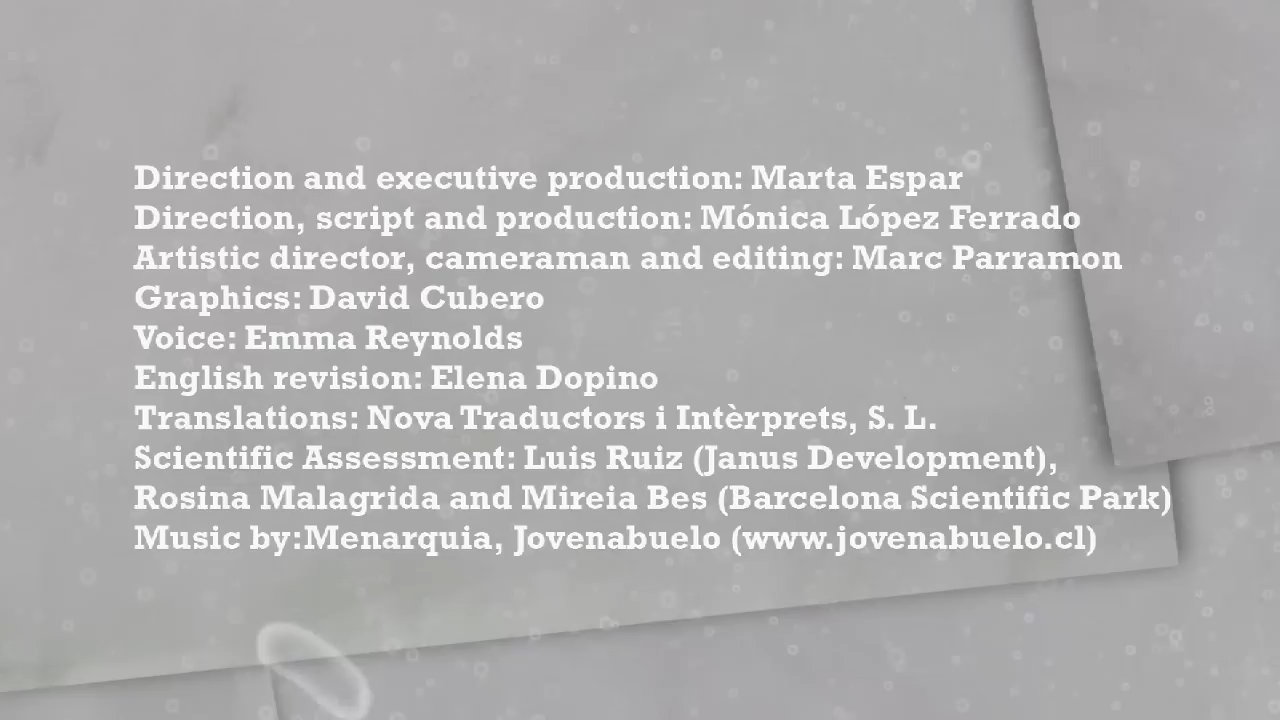 Direction and executive production: Marta Espar
Direction, script and production: Mónica López Ferrado
Artistic director, cameraman and editing: Marc Parramon
Graphics: David Cubero
Voice: Emma Reynolds
English revision: Elena Dopino
Translations: Nova Traductors i Intèrprets, S. L.
Scientific Assessment: Luis Ruiz (Janus Development),
Rosina Malagrida and Mireia Bes (Barcelona Scientific Park)
Music by:Menarquia, Jovenabuelo (www.jovenabuelo.cl)